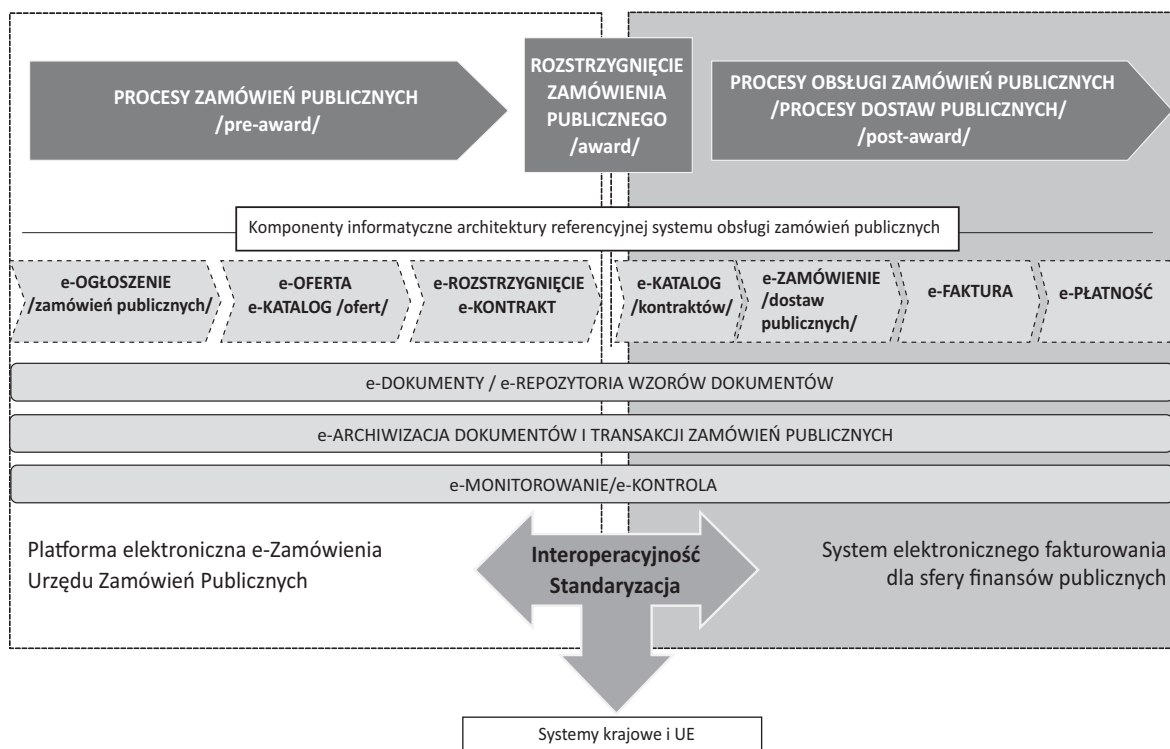 PROCESY ZAMÓWIEŃ PUBLICZNYCH
/pre-award/
ROZSTRZYGNIĘCIE
ZAMÓWIENIA
PUBLICZNEGO
/award/
PROCESY OBSŁUGI ZAMÓWIEŃ PUBLICZNYCH
/PROCESY DOSTAW PUBLICZNYCH/
/post-award/
Komponenty informatyczne architektury referencyjnej systemu obsługi zamówień publicznych
e-OGŁOSZENIE
/zamówień publicznych/
e-OFERTA
e-KATALOG /ofert/
e-ROZSTRZYGNIĘCIE
e-KONTRAKT
e-KATALOG
/kontraktów/
e-ZAMÓWIENIE
/dostaw
publicznych/
e-FAKTURA
e-PŁATNOŚĆ
e-DOKUMENTY / e-REPOZYTORIA WZORÓW DOKUMENTÓW
e-ARCHIWIZACJA DOKUMENTÓW I TRANSAKCJI ZAMÓWIEŃ PUBLICZNYCH
e-MONITOROWANIE/e-KONTROLA
Platforma elektroniczna e-Zamówienia
Urzędu Zamówień Publicznych
Interoperacyjność
Standaryzacja
System elektronicznego fakturowania
dla sfery finansów publicznych
Systemy krajowe i UE